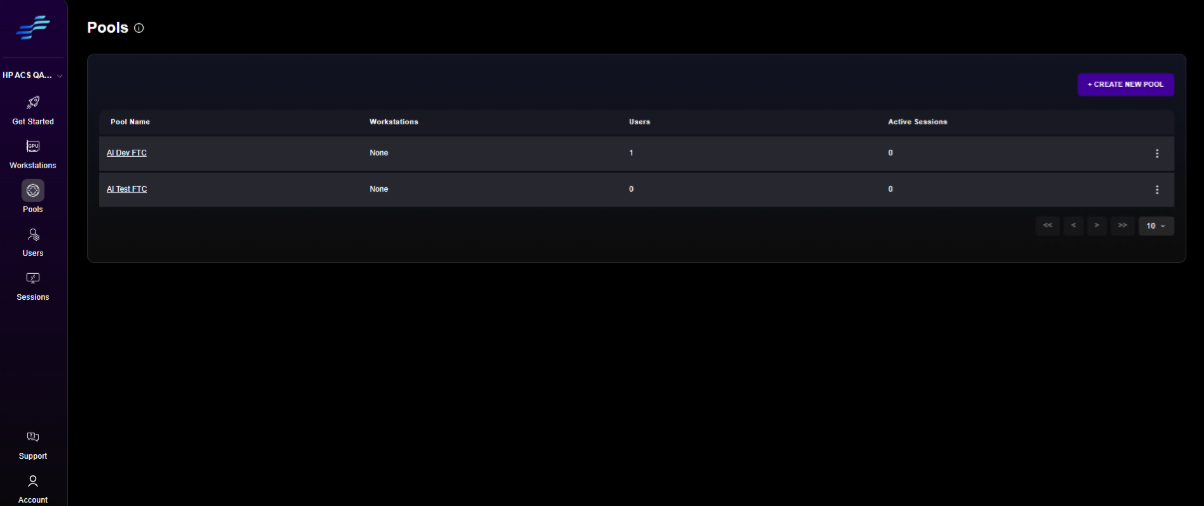 Pools
HP ACS QA...
Get Started
GPU
Workstations
Pools
Users
Sessions
Support
Account
+ CREATE NEW POOL
Pool Name Workstations Users Active Sessions
AI Dev FTC None 1 0
AI Test FTC None 0 0
<< < > >> 10